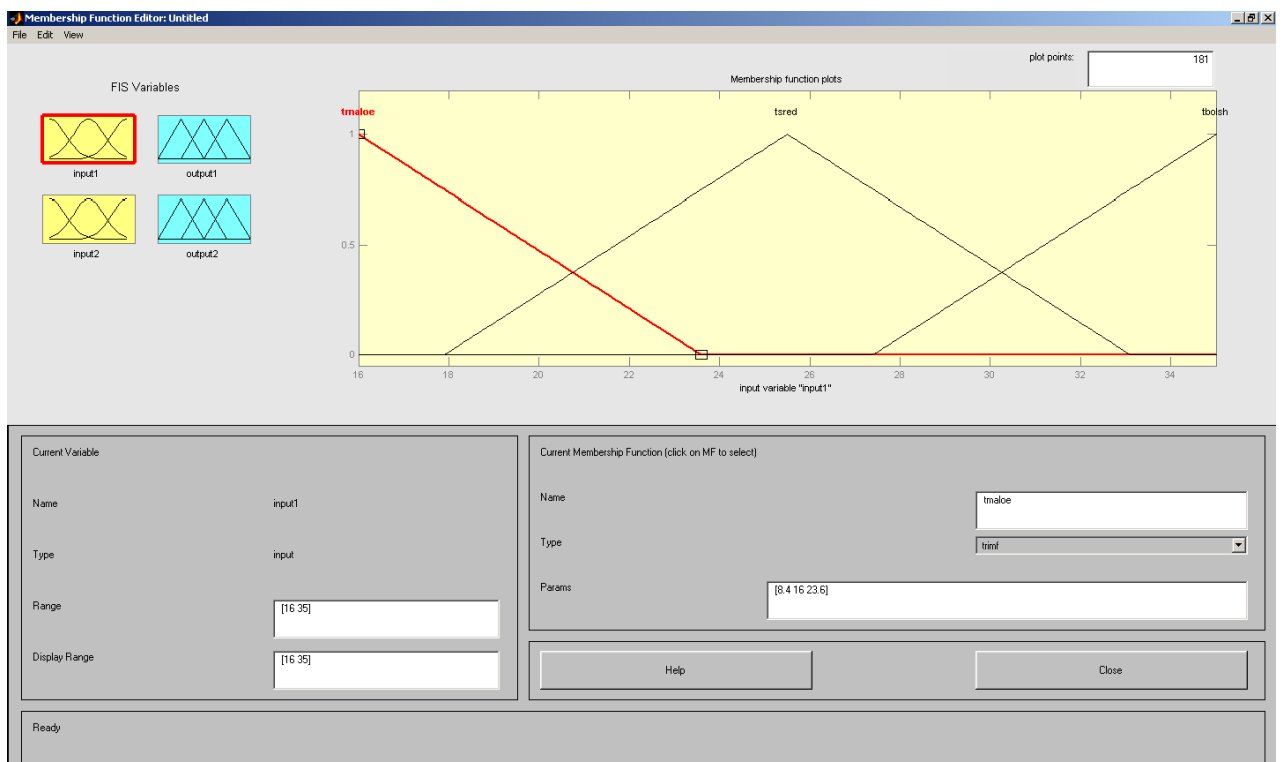 Membership Function Editor: Untitled
File Edit View
plot points:
181
FIS Variables
Membership function plots
input1
output1
input2
output2
tmaloe
tsred
tbolsh
1
0.5
0
16 18 20 22 24 26 28 30 32 34
input variable "input1"
Current Variable
Name input1
Type input
Range [16 35]
Display Range [16 35]
Current Membership Function (click on MF to select)
Name tmaloe
Type trimf
Params [8.4 16 23.6]
Help Close
Ready